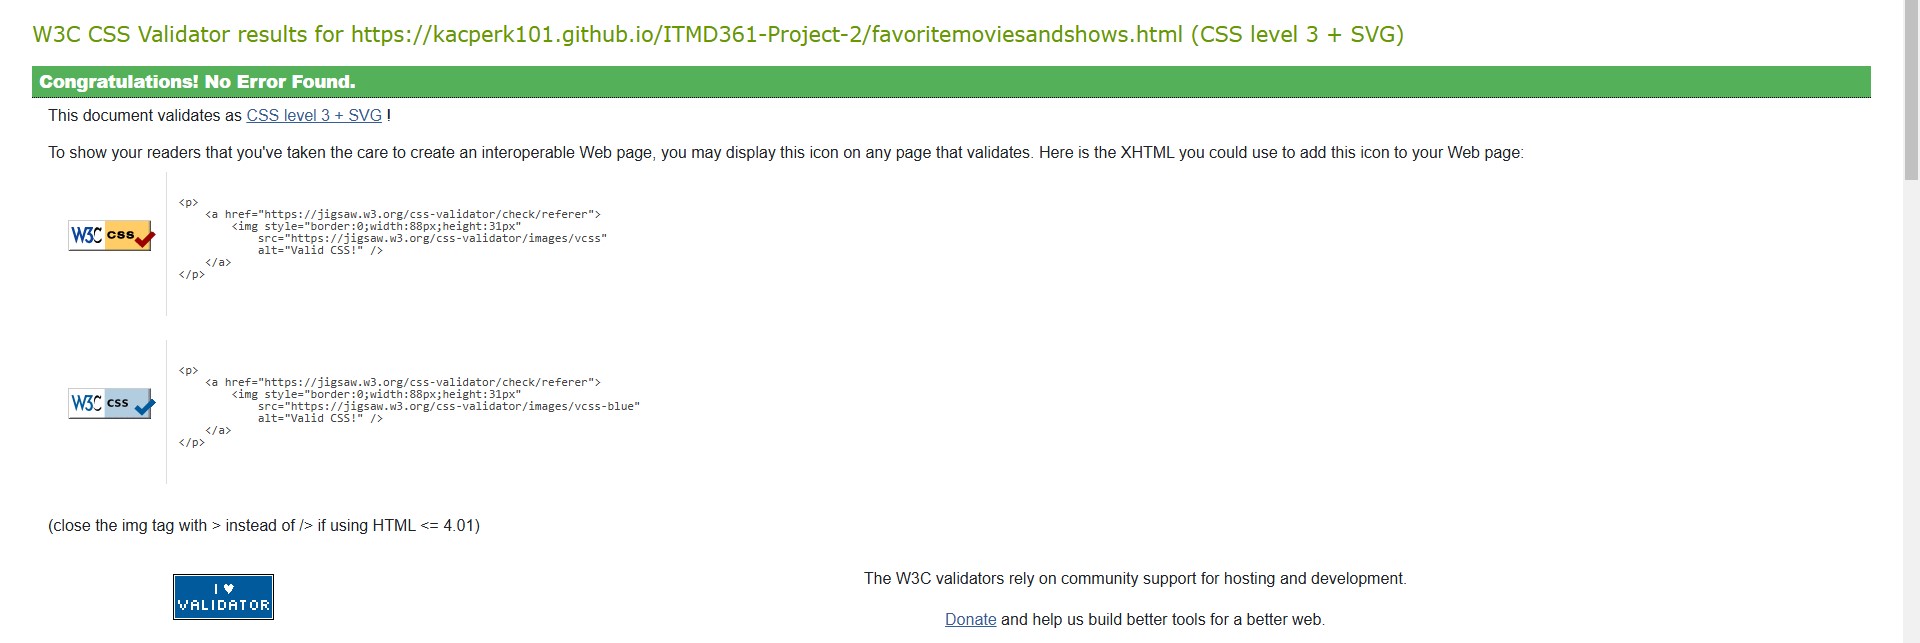 W3C CSS Validator results for https://kacperk101.github.io/ITMD361-Project-2/favoritemoviesandshows.html (CSS level 3 + SVG)
Congratulations! No Error Found.
This document validates as CSS level 3 + SVG !
To show your readers that you've taken the care to create an interoperable Web page, you may display this icon on any page that validates. Here is the XHTML you could use to add this icon to your Web page:
W3C css
<p>
    <a href="https://jigsaw.w3.org/css-validator/check/referer">
        <img style="border:0;width:88px;height:31px"
            src="https://jigsaw.w3.org/css-validator/images/vcss"
            alt="Valid CSS!" />
    </a>
</p>
W3C css
<p>
    <a href="https://jigsaw.w3.org/css-validator/check/referer">
        <img style="border:0;width:88px;height:31px"
            src="https://jigsaw.w3.org/css-validator/images/vcss-blue"
            alt="Valid CSS!" />
    </a>
</p>
(close the img tag with > instead of /> if using HTML <= 4.01)
I ♥
VALIDATOR
The W3C validators rely on community support for hosting and development.
Donate and help us build better tools for a better web.